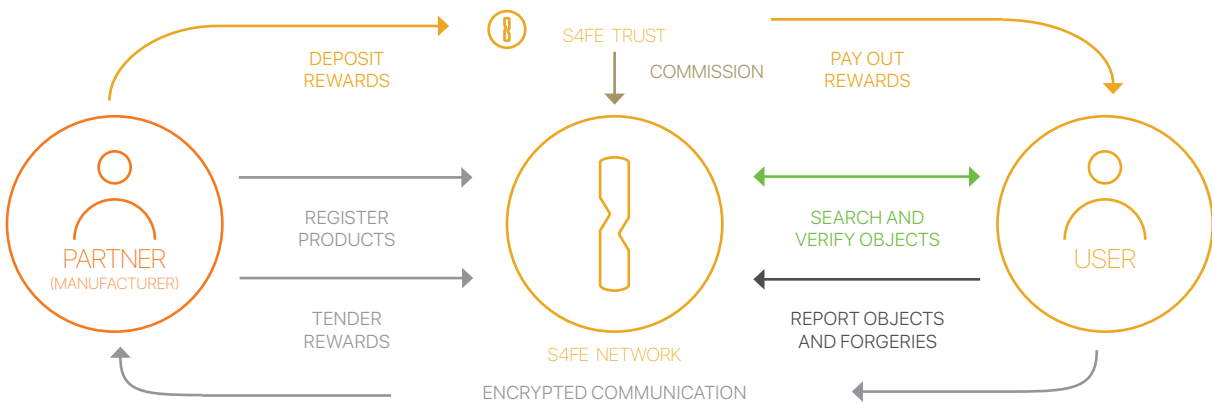 S4FE TRUST
DEPOSIT
REWARDS
COMMISSION
PAY OUT
REWARDS
REGISTER
PRODUCTS
SEARCH AND
VERIFY OBJECTS
PARTNER
(MANUFACTURER)
USER
TENDER
REWARDS
REPORT OBJECTS
AND FORGERIES
S4FE NETWORK
ENCRYPTED COMMUNICATION